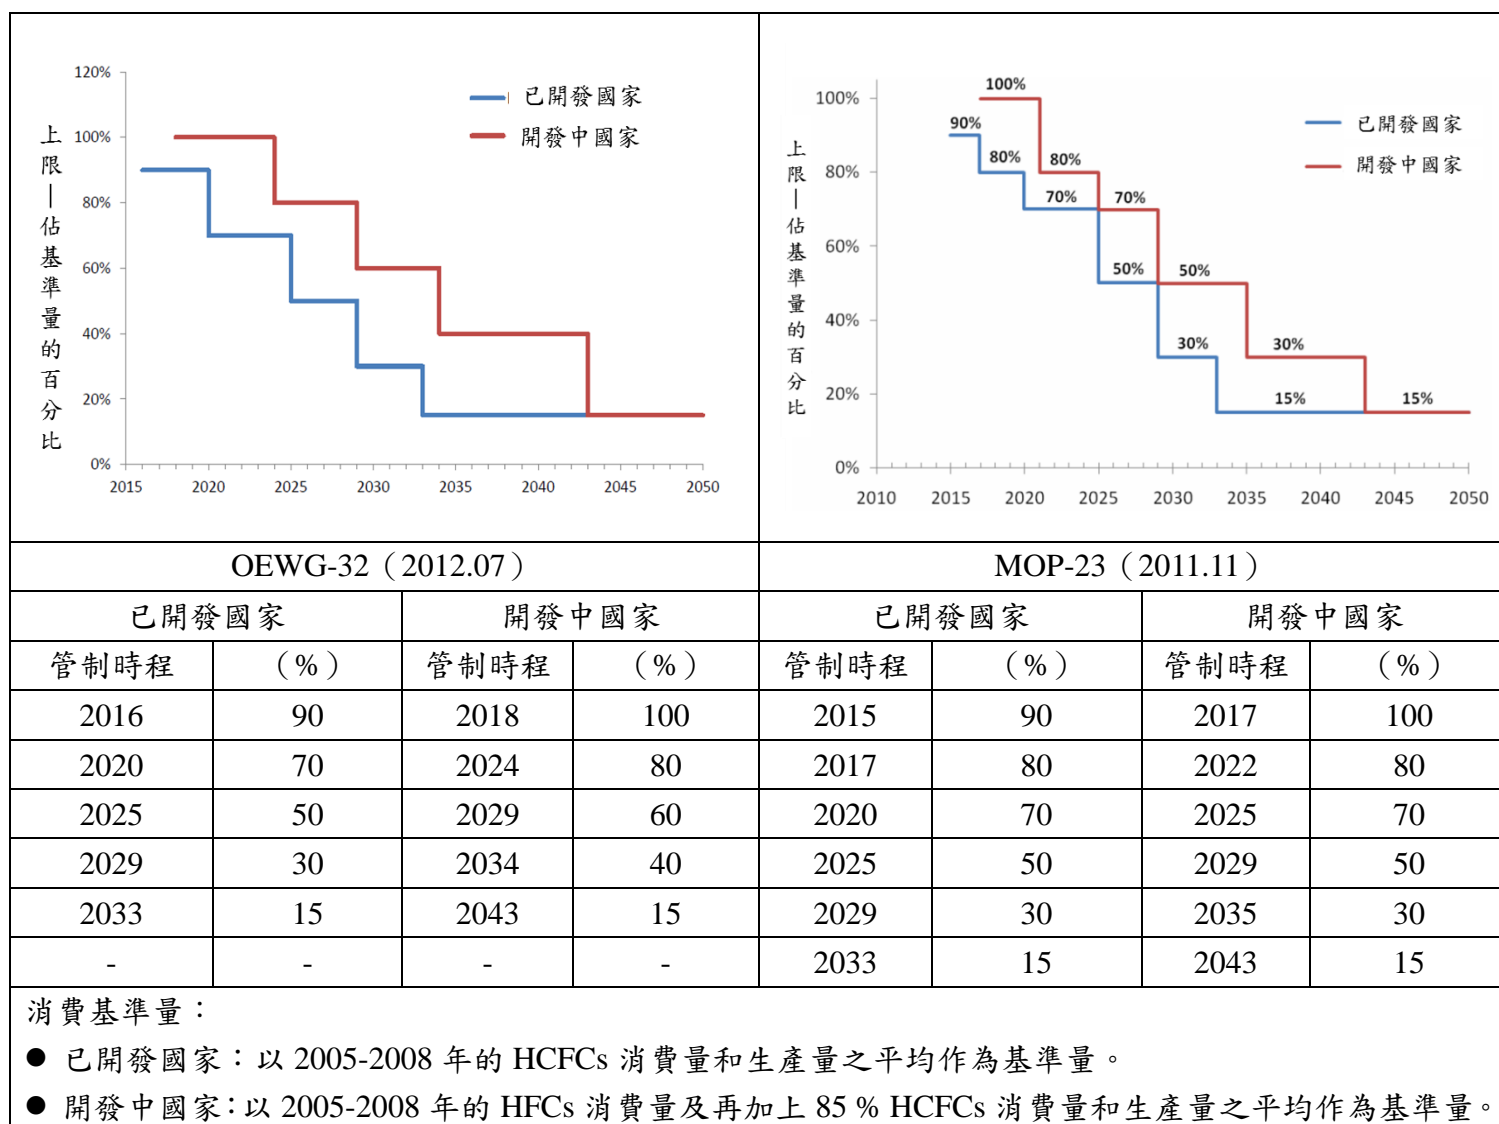 120%
100%
80%
60%
40%
20%
0%
2015 2020 2025 2030 2035 2040 2045 2050
上限—佔基準量的百分比
已開發國家
開發中國家
100%
80%
60%
40%
20%
0%
2010 2015 2020 2025 2030 2035 2040 2045 2050
上限—佔基準量的百分比
已開發國家
開發中國家
100%
90%
80% 80%
70% 70%
50% 50%
30% 30%
15% 15%
OEWG-32（2012.07） MOP-23（2011.11）
已開發國家 開發中國家 已開發國家 開發中國家
管制時程 （%） 管制時程 （%） 管制時程 （%） 管制時程 （%）
2016 90 2018 100 2015 90 2017 100
2020 70 2024 80 2017 80 2022 80
2025 50 2029 60 2020 70 2025 70
2029 30 2034 40 2025 50 2029 50
2033 15 2043 15 2029 30 2035 30
- - - - 2033 15 2043 15
消費基準量：
● 已開發國家：以 2005-2008 年的 HCFCs 消費量和生產量之平均作為基準量。
● 開發中國家：以 2005-2008 年的 HFCs 消費量及再加上 85 % HCFCs 消費量和生產量之平均作為基準量。